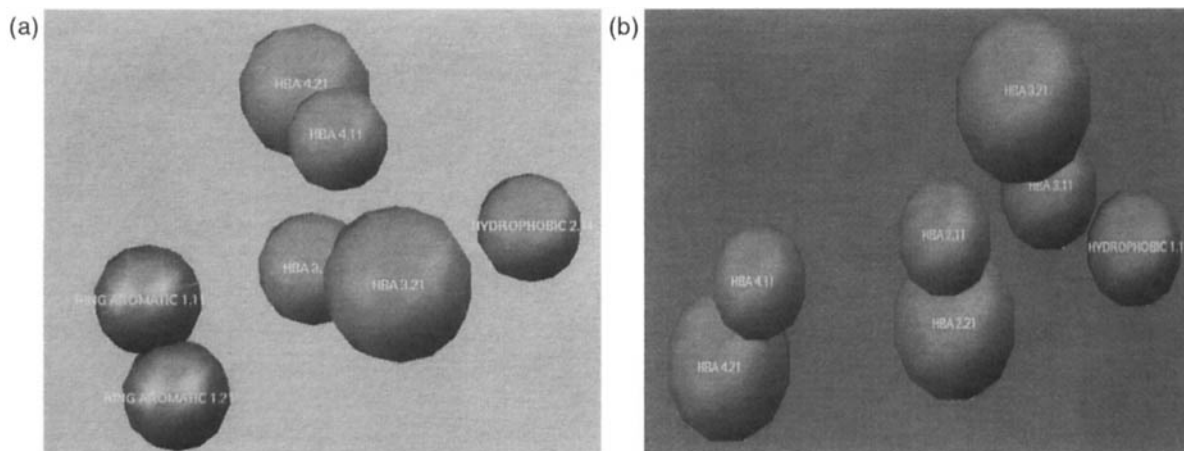 (a)
HBA 4.21
HBA 4.11
HYDROPHOBIC 2.11
HBA 3.
HBA 3.21
RING AROMATIC 1.11
RING AROMATIC 1.21
(b)
HBA 3.21
HBA 3.11
HBA 2.11
HYDROPHOBIC 1.1
HBA 4.11
HBA 2.21
HBA 4.21